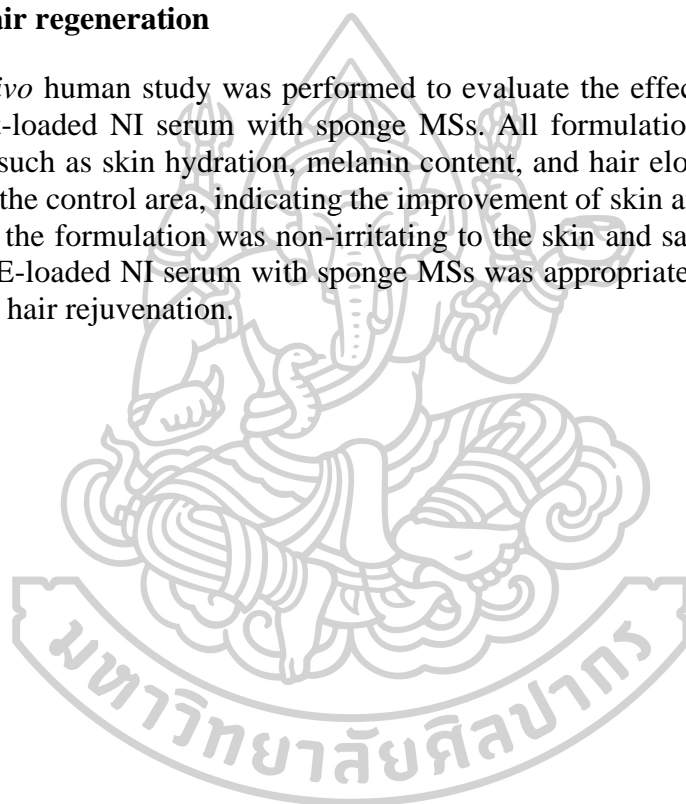 air regeneration
ivo human study was performed to evaluate the effec
t-loaded NI serum with sponge MSs. All formulatio
such as skin hydration, melanin content, and hair elo
the control area, indicating the improvement of skin a
the formulation was non-irritating to the skin and sa
E-loaded NI serum with sponge MSs was appropriate
hair rejuvenation.
มหาวิทยาลัยศิลปากร